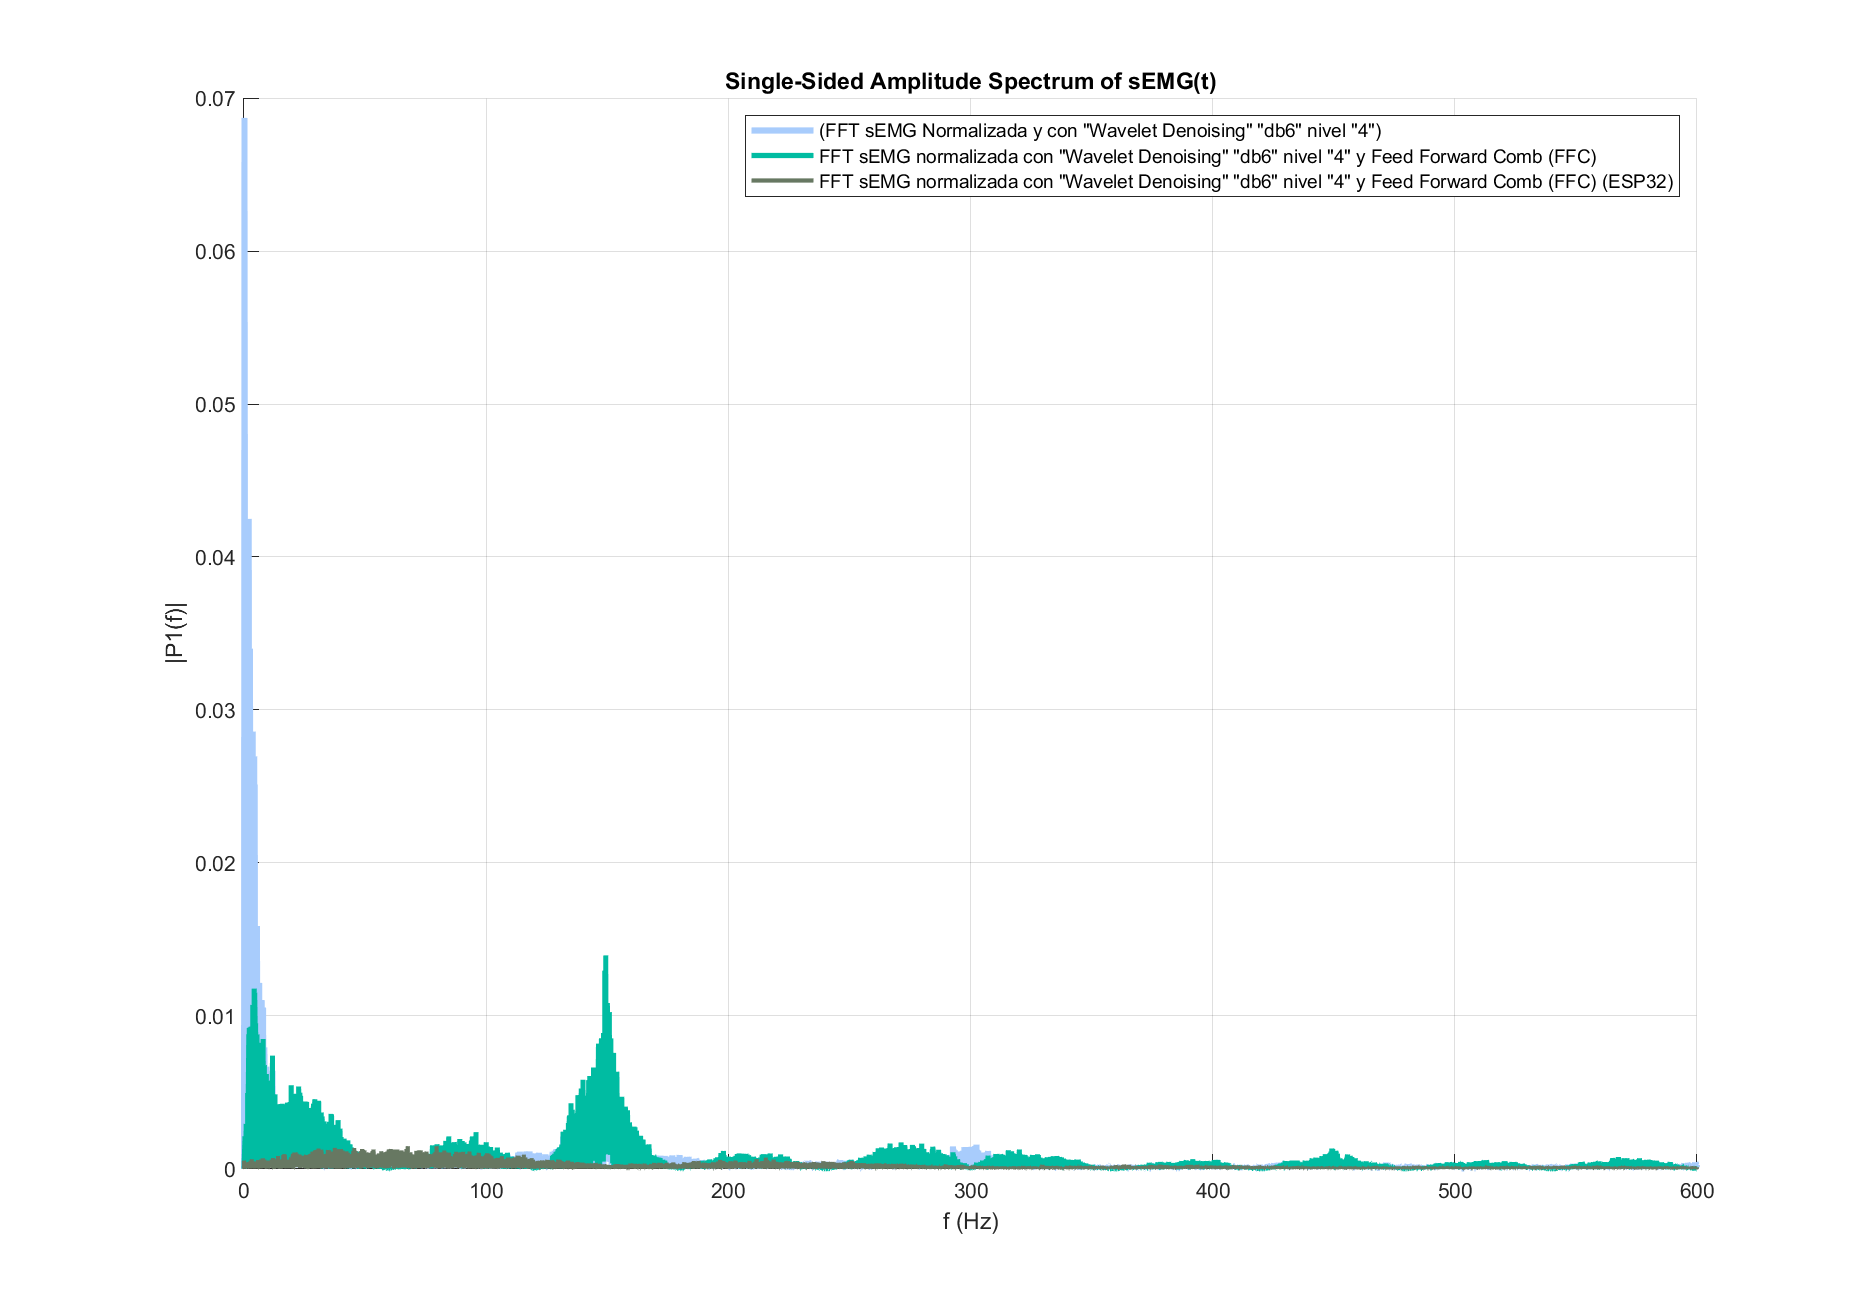 Single-Sided Amplitude Spectrum of sEMG(t)
(FFT sEMG Normalizada y con "Wavelet Denoising" "db6" nivel "4")
FFT sEMG normalizada con "Wavelet Denoising" "db6" nivel "4" y Feed Forward Comb (FFC)
FFT sEMG normalizada con "Wavelet Denoising" "db6" nivel "4" y Feed Forward Comb (FFC) (ESP32)
|P1(f)|
0.07
0.06
0.05
0.04
0.03
0.02
0.01
0
0 100 200 300 400 500 600
f (Hz)